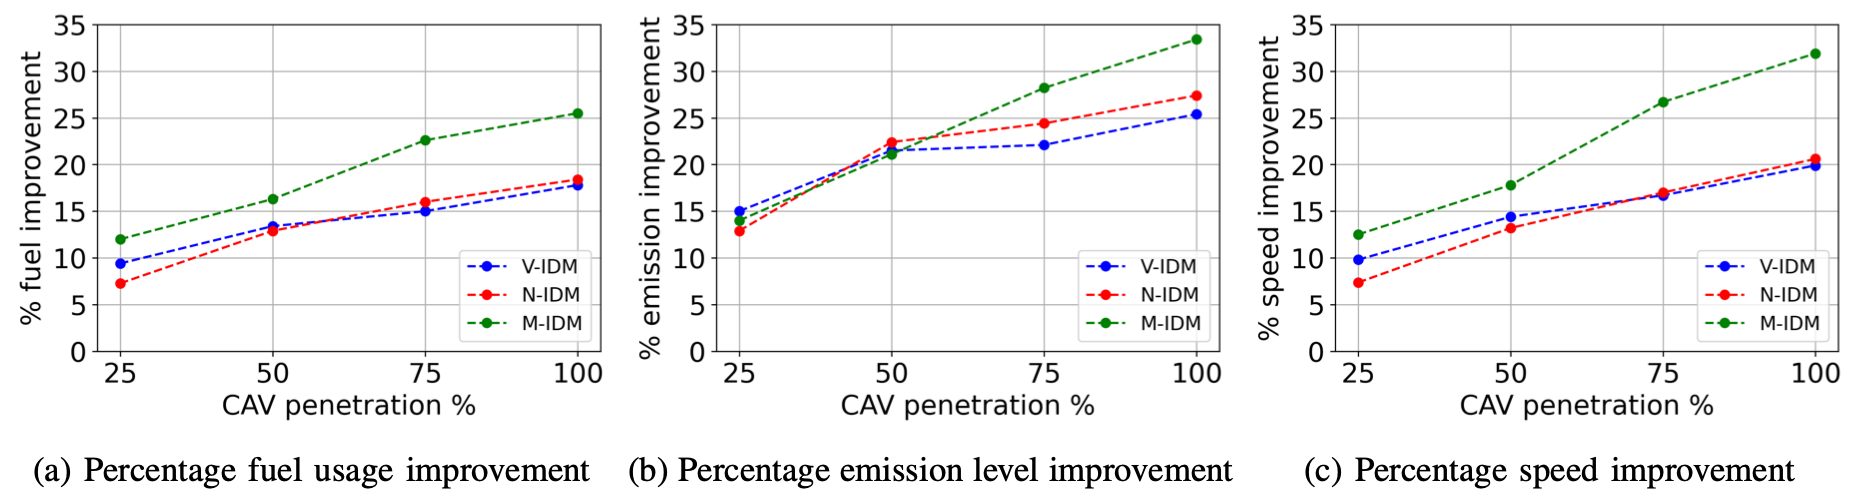 % fuel improvement
35
30
25
20
15
10
5
0
25 50 75 100
CAV penetration %
V-IDM
N-IDM
M-IDM
(a) Percentage fuel usage improvement
% emission improvement
35
30
25
20
15
10
5
0
25 50 75 100
CAV penetration %
V-IDM
N-IDM
M-IDM
(b) Percentage emission level improvement
% speed improvement
35
30
25
20
15
10
5
0
25 50 75 100
CAV penetration %
V-IDM
N-IDM
M-IDM
(c) Percentage speed improvement